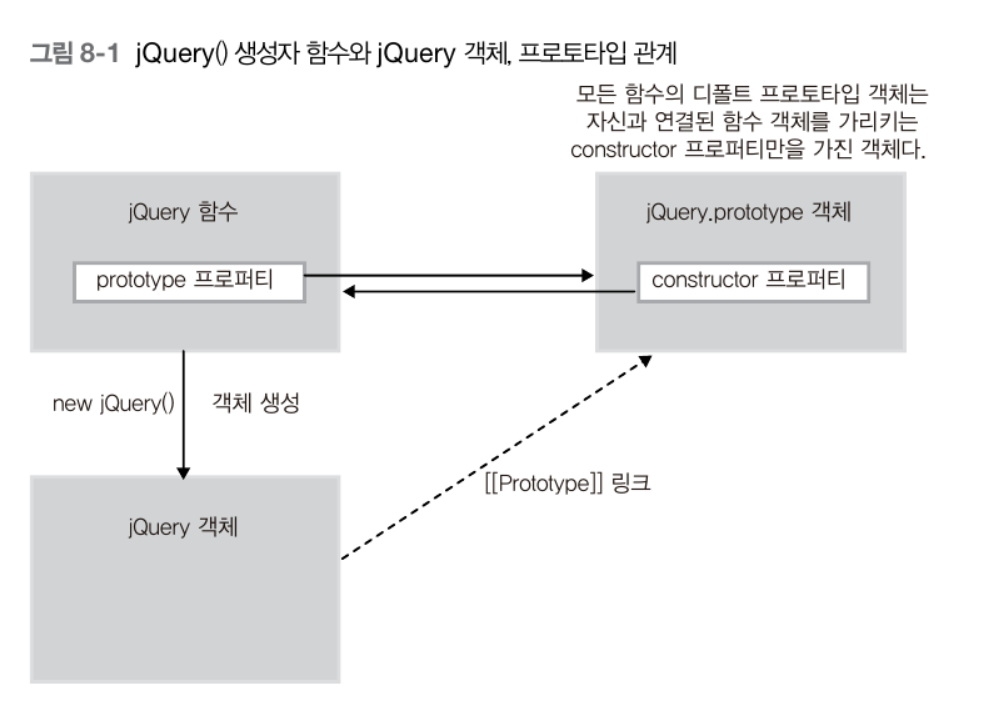 그림 8-1 jQuery() 생성자 함수와 jQuery 객체, 프로토타입 관계
모든 함수의 디폴트 프로토타입 객체는
자신과 연결된 함수 객체를 가리키는
constructor 프로퍼티만을 가진 객체다.
jQuery 함수
jQuery.prototype 객체
prototype 프로퍼티
constructor 프로퍼티
new jQuery()
객체 생성
[[Prototype]] 링크
jQuery 객체